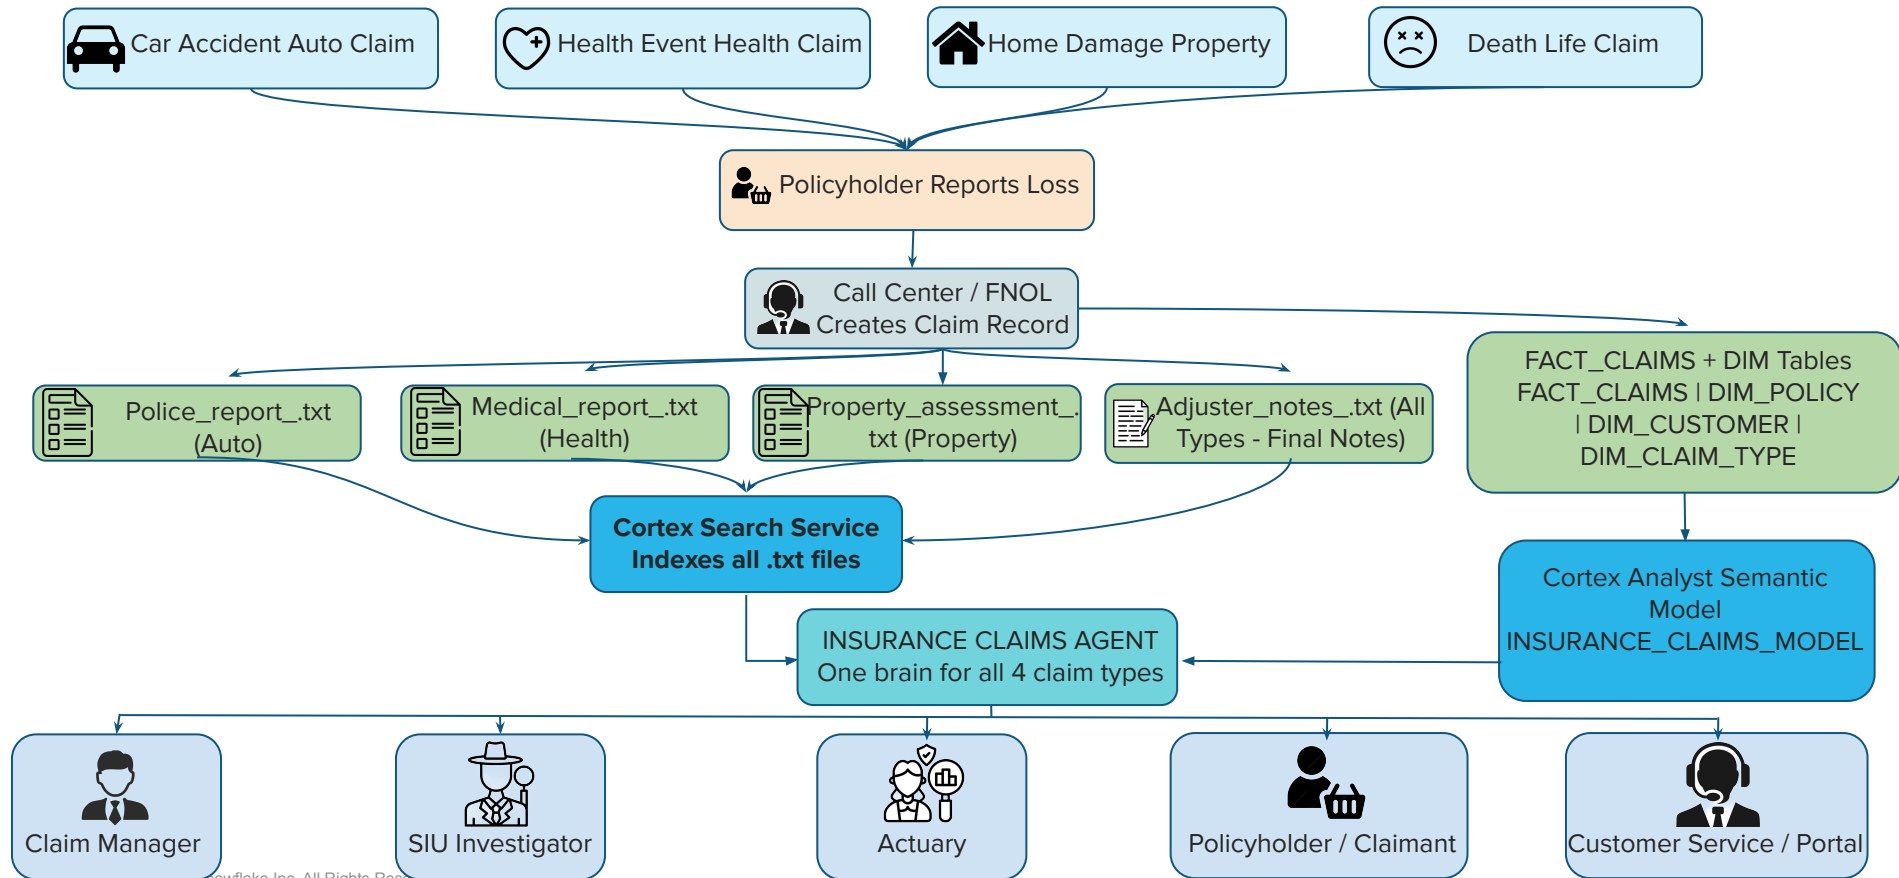 Car Accident Auto Claim
Health Event Health Claim
Home Damage Property
Death Life Claim
Policyholder Reports Loss
Call Center / FNOL
Creates Claim Record
Police_report_.txt
(Auto)
Medical_report_.txt
(Health)
Property_assessment_.
txt (Property)
Adjuster_notes_.txt (All
Types - Final Notes)
FACT_CLAIMS + DIM Tables
FACT_CLAIMS | DIM_POLICY
| DIM_CUSTOMER |
DIM_CLAIM_TYPE
Cortex Search Service
Indexes all .txt files
Cortex Analyst Semantic
Model
INSURANCE_CLAIMS_MODEL
INSURANCE CLAIMS AGENT
One brain for all 4 claim types
Claim Manager
SIU Investigator
Actuary
Policyholder / Claimant
Customer Service / Portal
Inc. All Rights